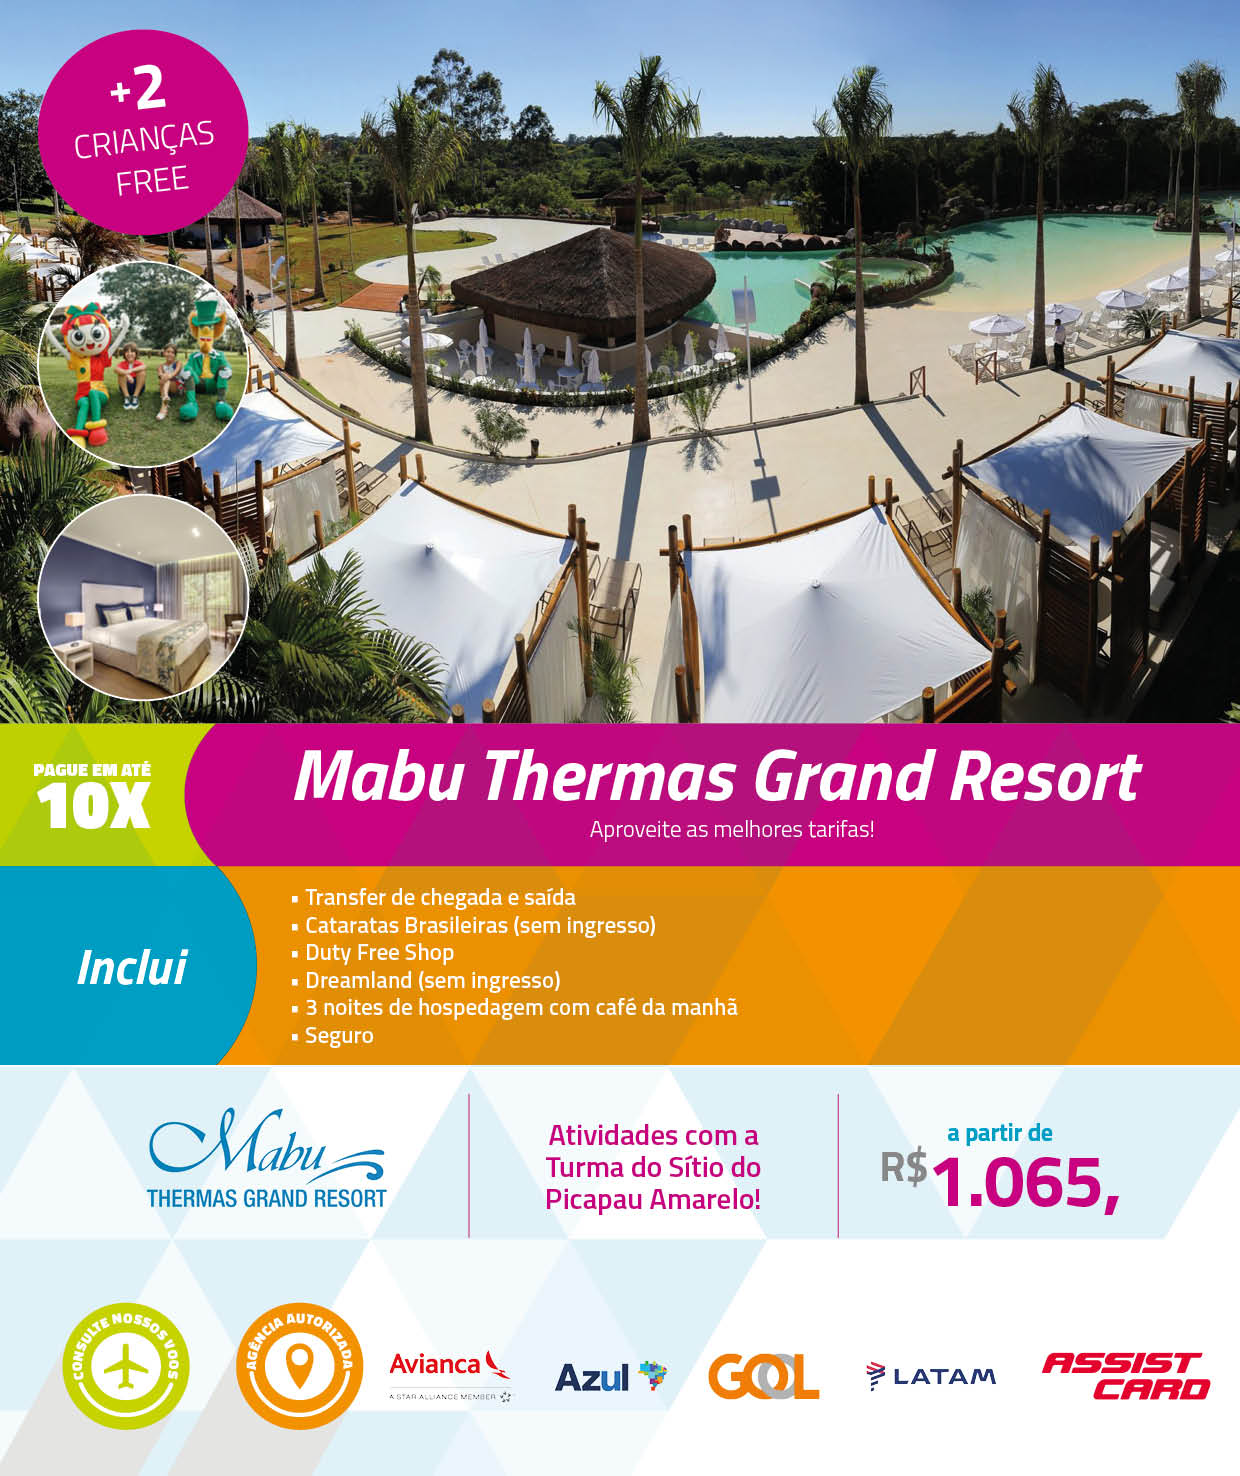 +2
CRIANÇAS
FREE
PAGUE EM ATÉ
10X
Mabu Thermas Grand Resort
Aproveite as melhores tarifas!
Inclui
▪ Transfer de chegada e saída
▪ Cataratas Brasileiras (sem ingresso)
▪ Duty Free Shop
▪ Dreamland (sem ingresso)
▪ 3 noites de hospedagem com café da manhã
▪ Seguro
Mabu
THERMAS GRAND RESORT
Atividades com a
Turma do Sítio do
Picapau Amarelo!
a partir de
R$1.065,
CONSULTE NOSSOS VOOS
AGÊNCIA AUTORIZADA
Avianca
A STAR ALLIANCE MEMBER
Azul
GOL
LATAM
ASSIST
CARD